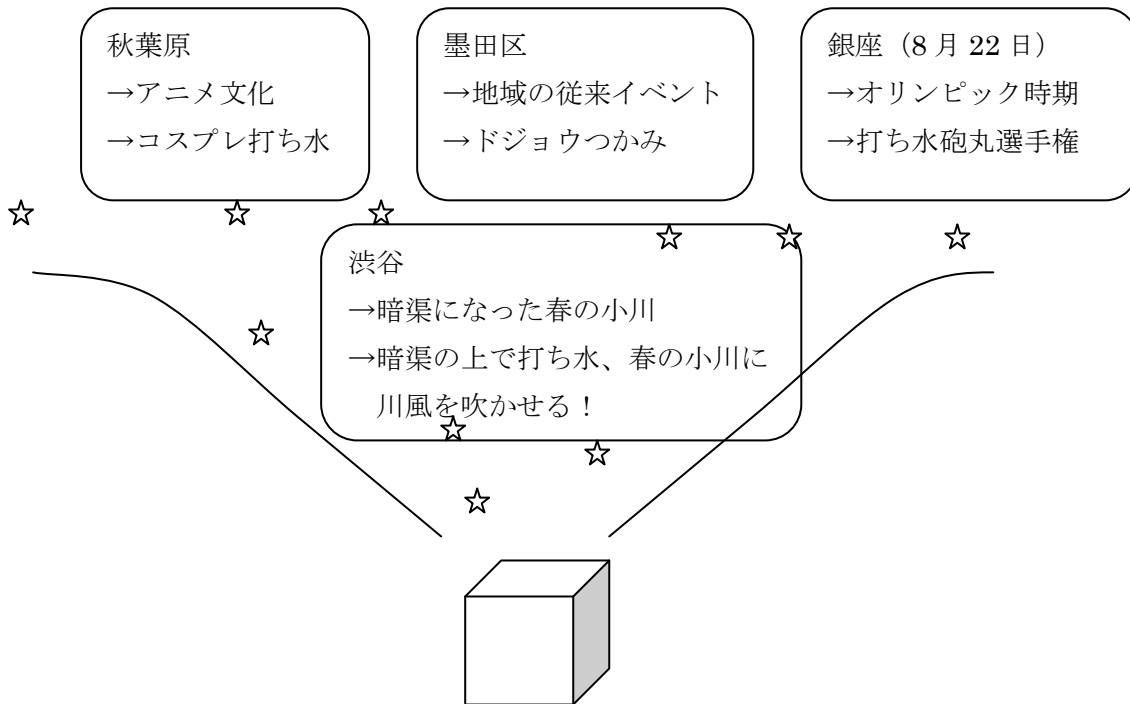 秋葉原
→アニメ文化
→コスプレ打ち水
墨田区
→地域の従来イベント
→ドジョウつかみ
銀座（8 月 22 日）
→オリンピック時期
→打ち水砲丸選手権
渋谷
→暗渠になった春の小川
→暗渠の上で打ち水、春の小川に
川風を吹かせる！